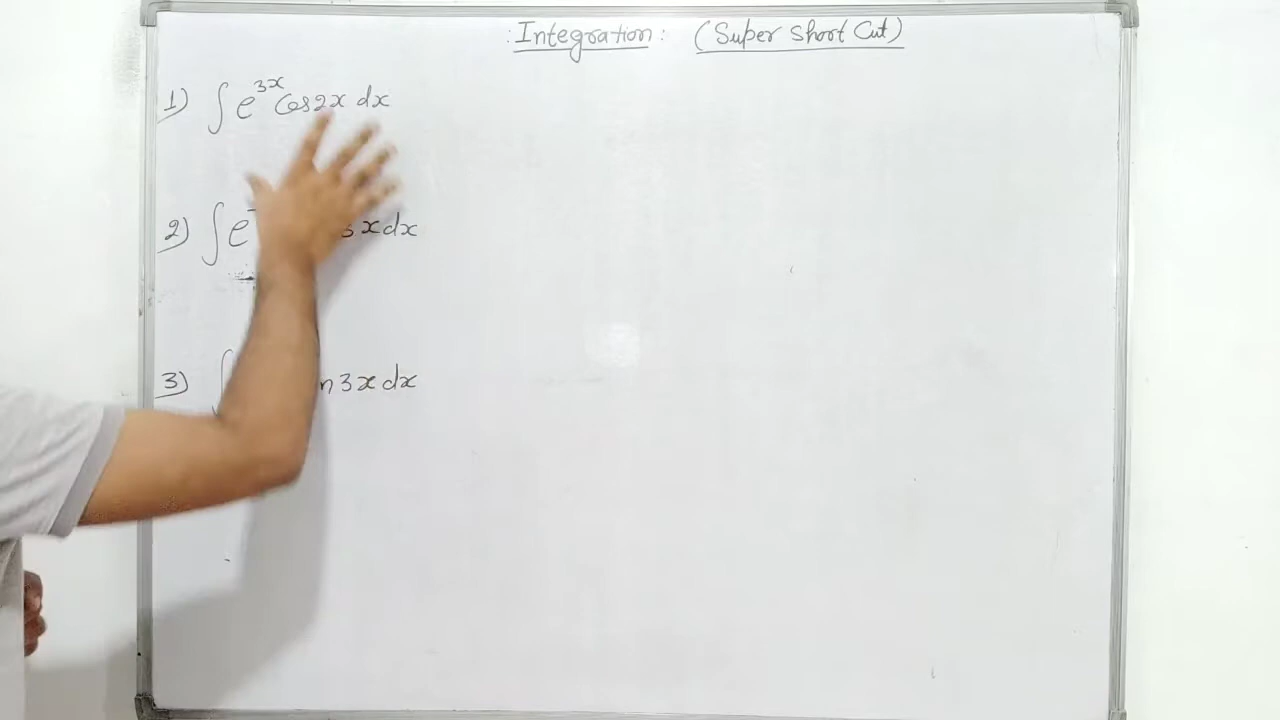 : Integration : (Super Short Cut)
1) ∫ e^{3x} Cos2x dx
2) ∫ e x dx
3) ∫ n 3x dx